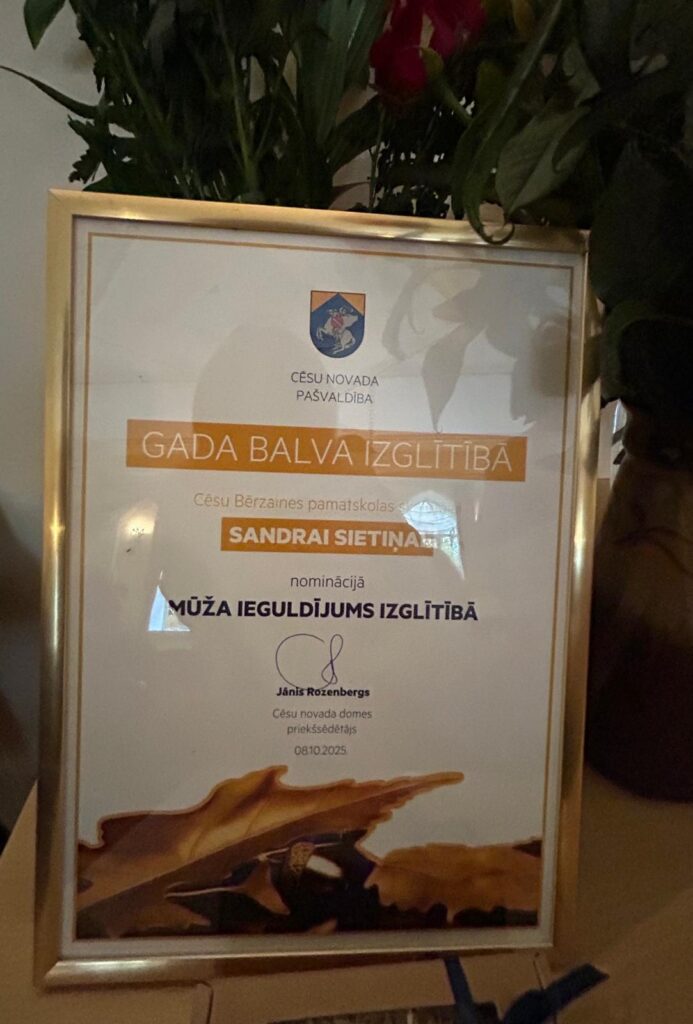 CĒSU NOVADA
PAŠVALDĪBA
GADA BALVA IZGLĪTĪBĀ
Cēsu Bērzaines pamatskolas
SANDRAI SIETIŅAI
nominācijā
MŪŽA IEGULDĪJUMS IZGLĪTĪBĀ
Jānis Rozenbergs
Cēsu novada domes
priekšsēdētājs
08.10.2025.